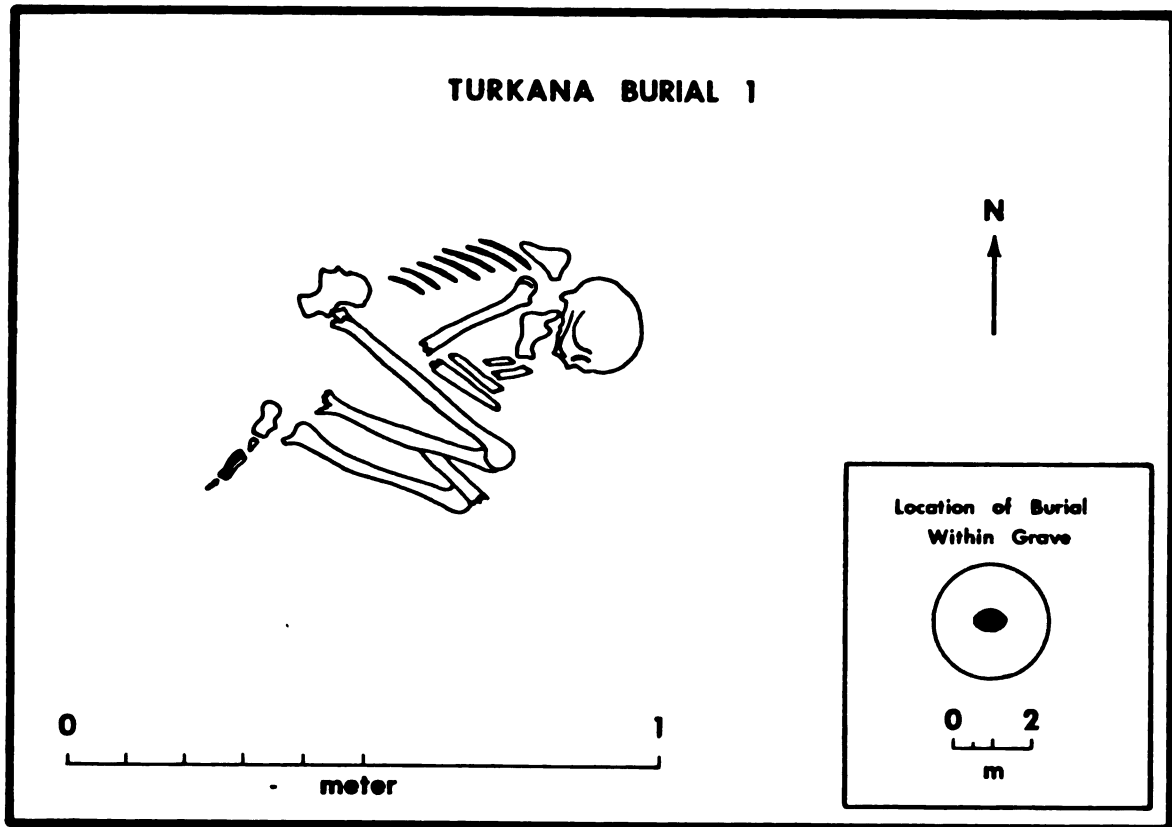 TURKANA BURIAL 1
N
Location of Burial
Within Grave
0 2
m
0 1
meter